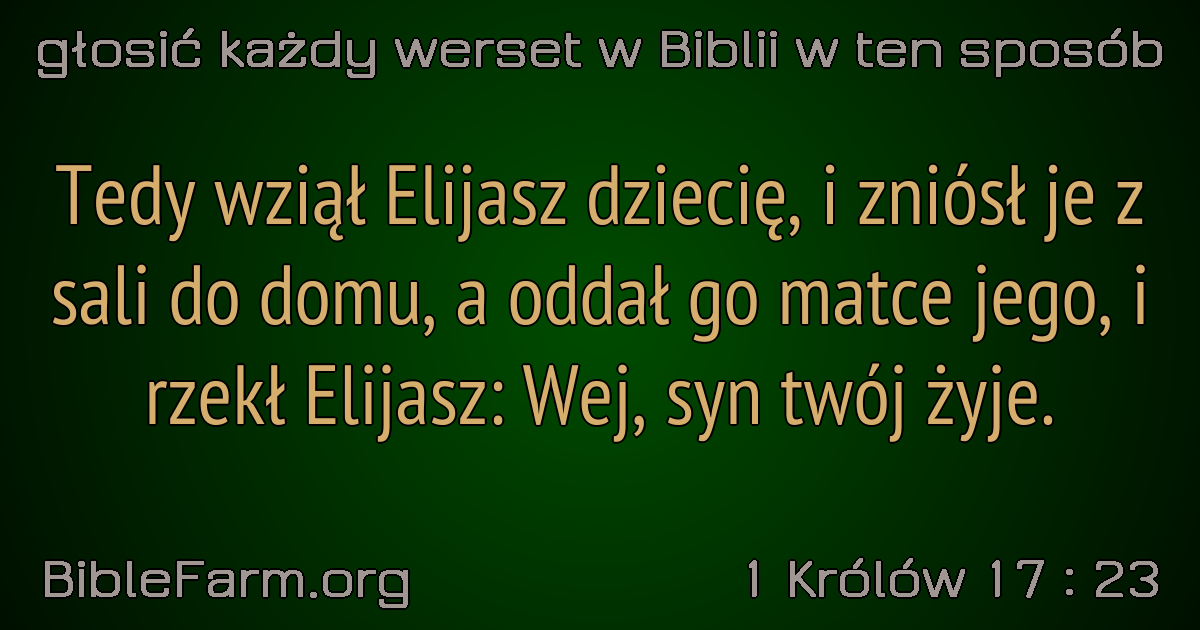 głosić każdy werset w Biblii w ten sposób
Tedy wziął Elijasz dziecię, i zniósł je z
sali do domu, a oddał go matce jego, i
rzekł Elijasz: Wej, syn twój żyje.
BibleFarm.org
1 Królów 17 : 23